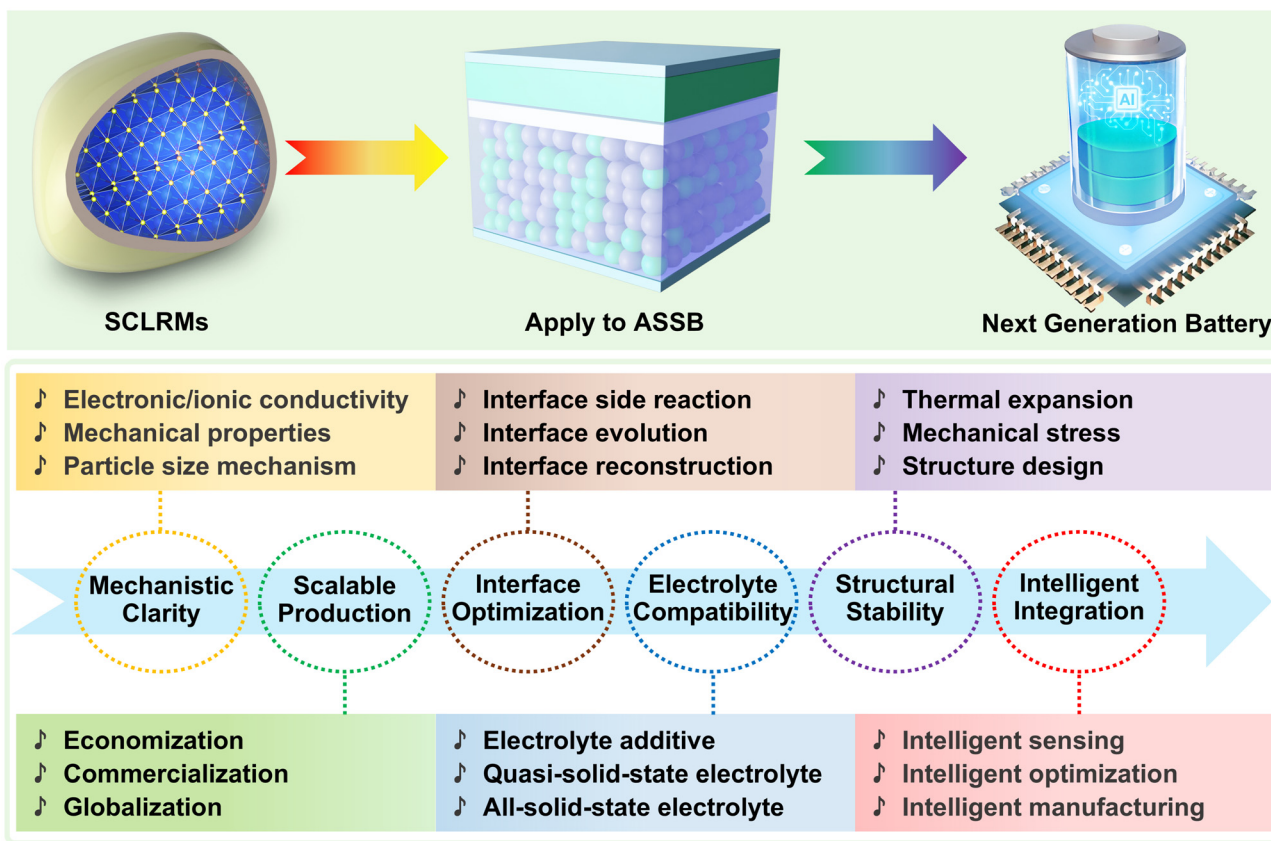 AI
SCLRMs
Apply to ASSB
Next Generation Battery
♪ Electronic/ionic conductivity
♪ Mechanical properties
♪ Particle size mechanism
♪ Interface side reaction
♪ Interface evolution
♪ Interface reconstruction
♪ Thermal expansion
♪ Mechanical stress
♪ Structure design
Mechanistic
Clarity
Scalable
Production
Interface
Optimization
Electrolyte
Compatibility
Structural
Stability
Intelligent
Integration
♪ Economization
♪ Commercialization
♪ Globalization
♪ Electrolyte additive
♪ Quasi-solid-state electrolyte
♪ All-solid-state electrolyte
♪ Intelligent sensing
♪ Intelligent optimization
♪ Intelligent manufacturing